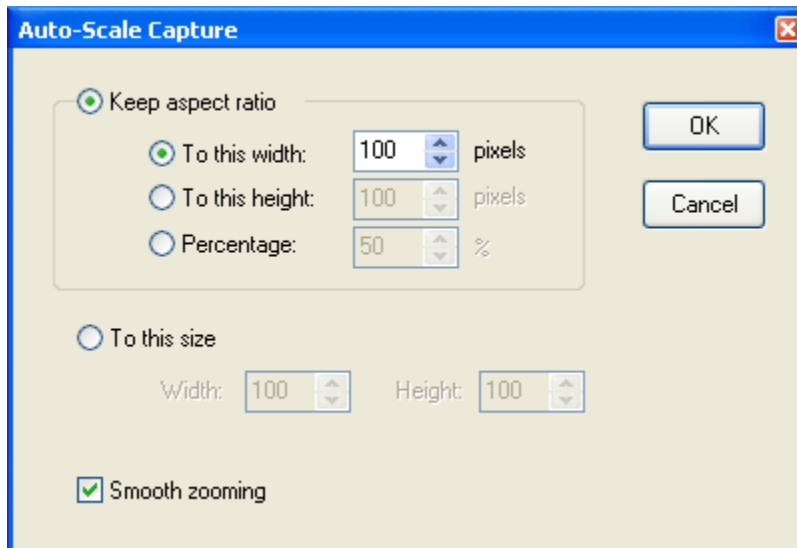 Auto-Scale Capture
Keep aspect ratio
To this width: 100 pixels
To this height: 100 pixels
Percentage: 50 %
OK
Cancel
To this size
Width: 100 Height: 100
Smooth zooming